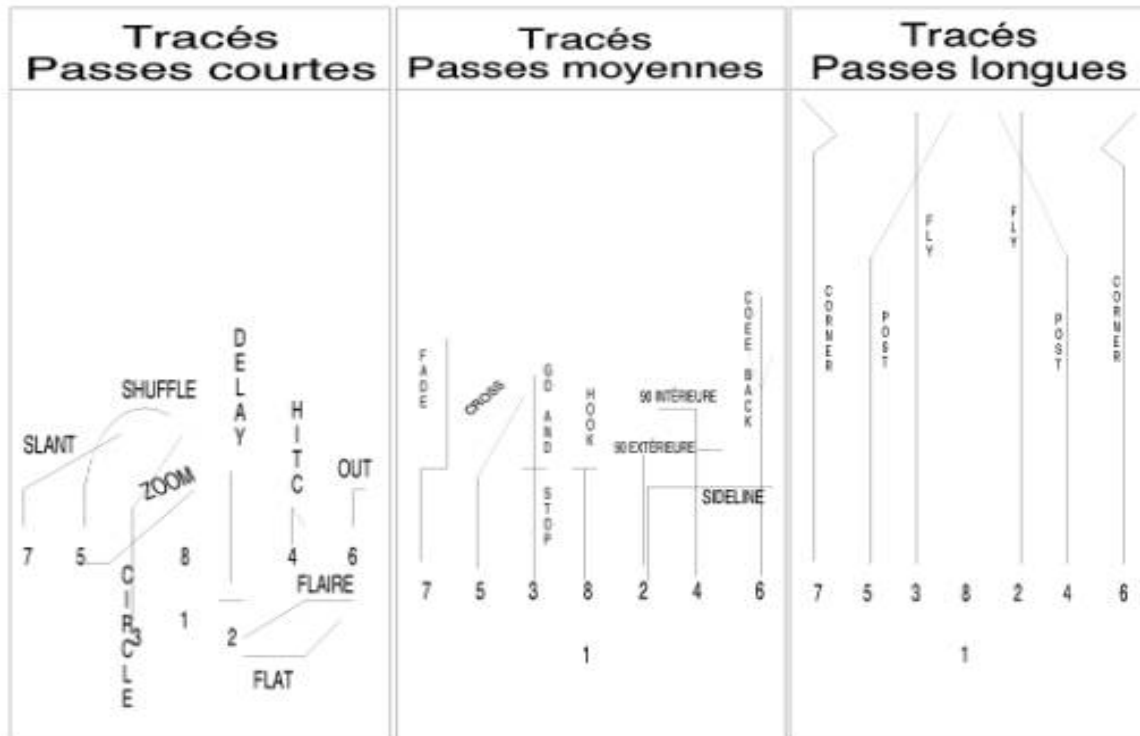 Tracés
Passes courtes
DELAY
SHUFFLE
HITC
SLANT
ZOOM
OUT
7 5 8 4 6
CIRCLE
FLAIRE
3 1 2
FLAT
Tracés
Passes moyennes
COEE BACK
FADE
CROSS
GO AND STOP
HOOK
90 INTÉRIEURE
90 EXTÉRIEURE
SIDELINE
7 5 3 8 2 4 6
1
Tracés
Passes longues
FLY
FLY
CORNER
POST
POST
CORNER
7 5 3 8 2 4 6
1